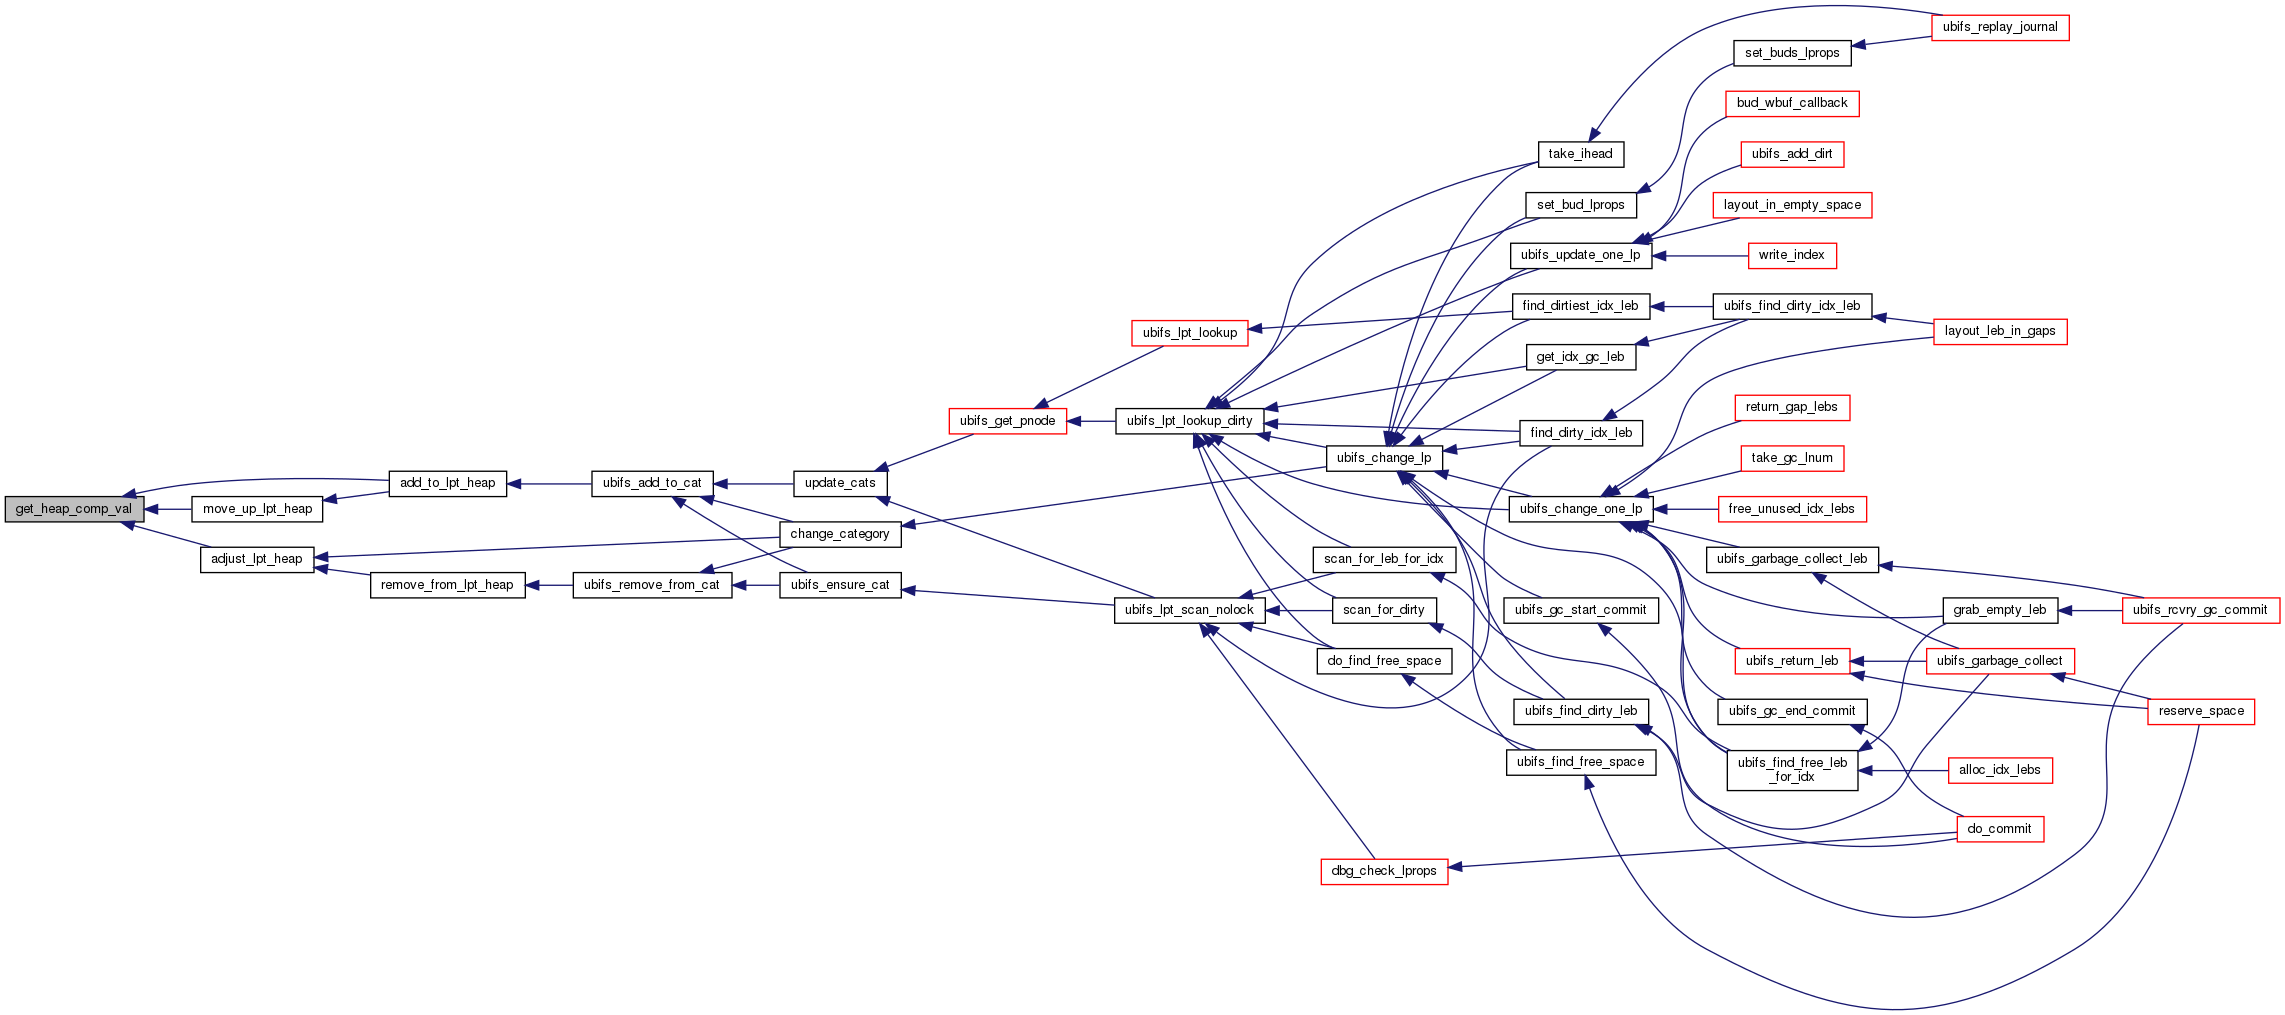 get_heap_comp_val
add_to_lpt_heap
move_up_lpt_heap
adjust_lpt_heap
remove_from_lpt_heap
ubifs_add_to_cat
ubifs_remove_from_cat
update_cats
change_category
ubifs_ensure_cat
ubifs_get_pnode
ubifs_lpt_lookup
ubifs_lpt_lookup_dirty
ubifs_lpt_scan_nolock
ubifs_change_lp
scan_for_leb_for_idx
scan_for_dirty
do_find_free_space
dbg_check_lprops
take_ihead
set_bud_lprops
ubifs_update_one_lp
find_dirtiest_idx_leb
get_idx_gc_leb
find_dirty_idx_leb
ubifs_change_one_lp
ubifs_gc_start_commit
ubifs_find_dirty_leb
ubifs_find_free_space
set_buds_lprops
bud_wbuf_callback
ubifs_add_dirt
layout_in_empty_space
write_index
ubifs_find_dirty_idx_leb
return_gap_lebs
take_gc_lnum
free_unused_idx_lebs
ubifs_garbage_collect_leb
ubifs_return_leb
ubifs_gc_end_commit
ubifs_find_free_leb
_for_idx
ubifs_replay_journal
layout_leb_in_gaps
grab_empty_leb
ubifs_garbage_collect
alloc_idx_lebs
do_commit
ubifs_rcvry_gc_commit
reserve_space